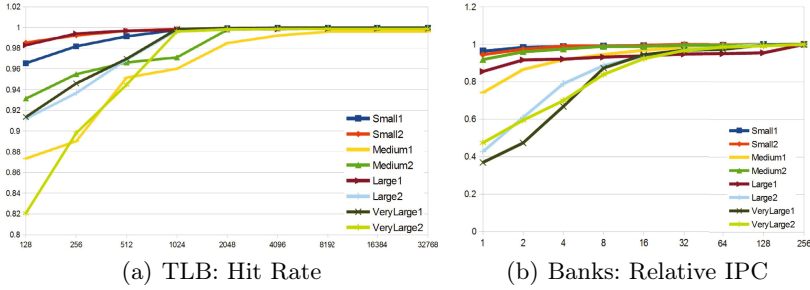 1.02
1
0.98
0.96
0.94
0.92
0.9
0.88
0.86
0.84
0.82
0.8
128 256 512 1024 2048 4096 8192 16384 32768
Small1
Small2
Medium1
Medium2
Large1
Large2
VeryLarge1
VeryLarge2
(a) TLB: Hit Rate
1.2
1
0.8
0.6
0.4
0.2
0
1 2 4 8 16 32 64 128 256
Small1
Small2
Medium1
Medium2
Large1
Large2
VeryLarge1
VeryLarge2
(b) Banks: Relative IPC